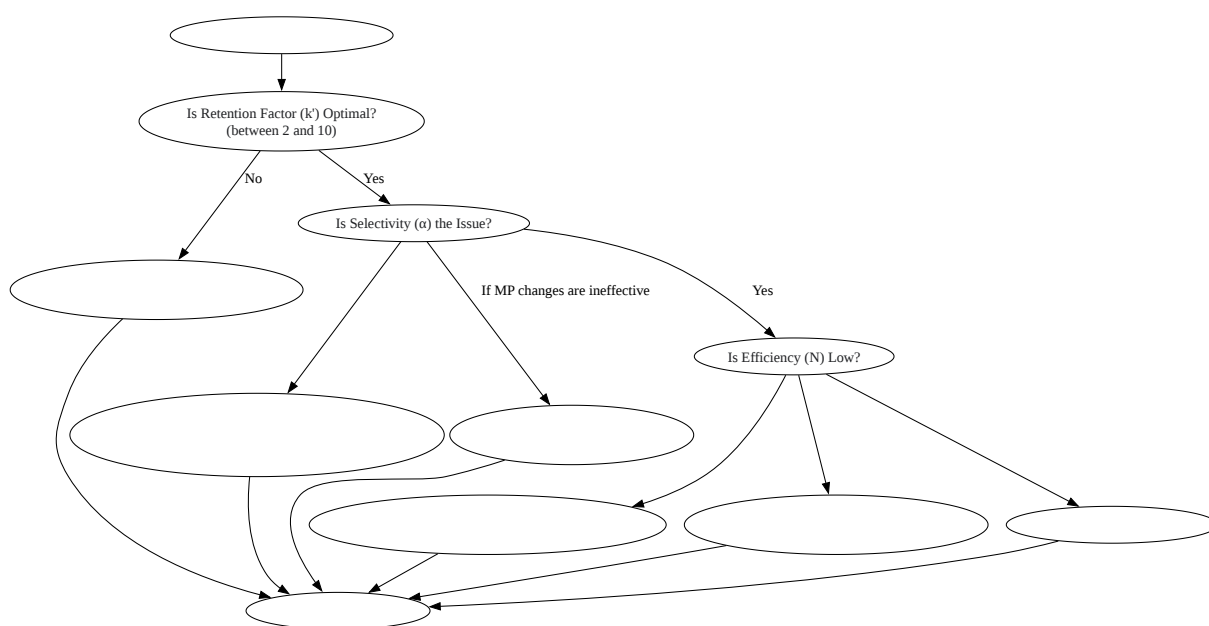 Is Retention Factor (k') Optimal?
(between 2 and 10)
No
Yes
Is Selectivity (α) the Issue?
If MP changes are ineffective
Yes
Is Efficiency (N) Low?